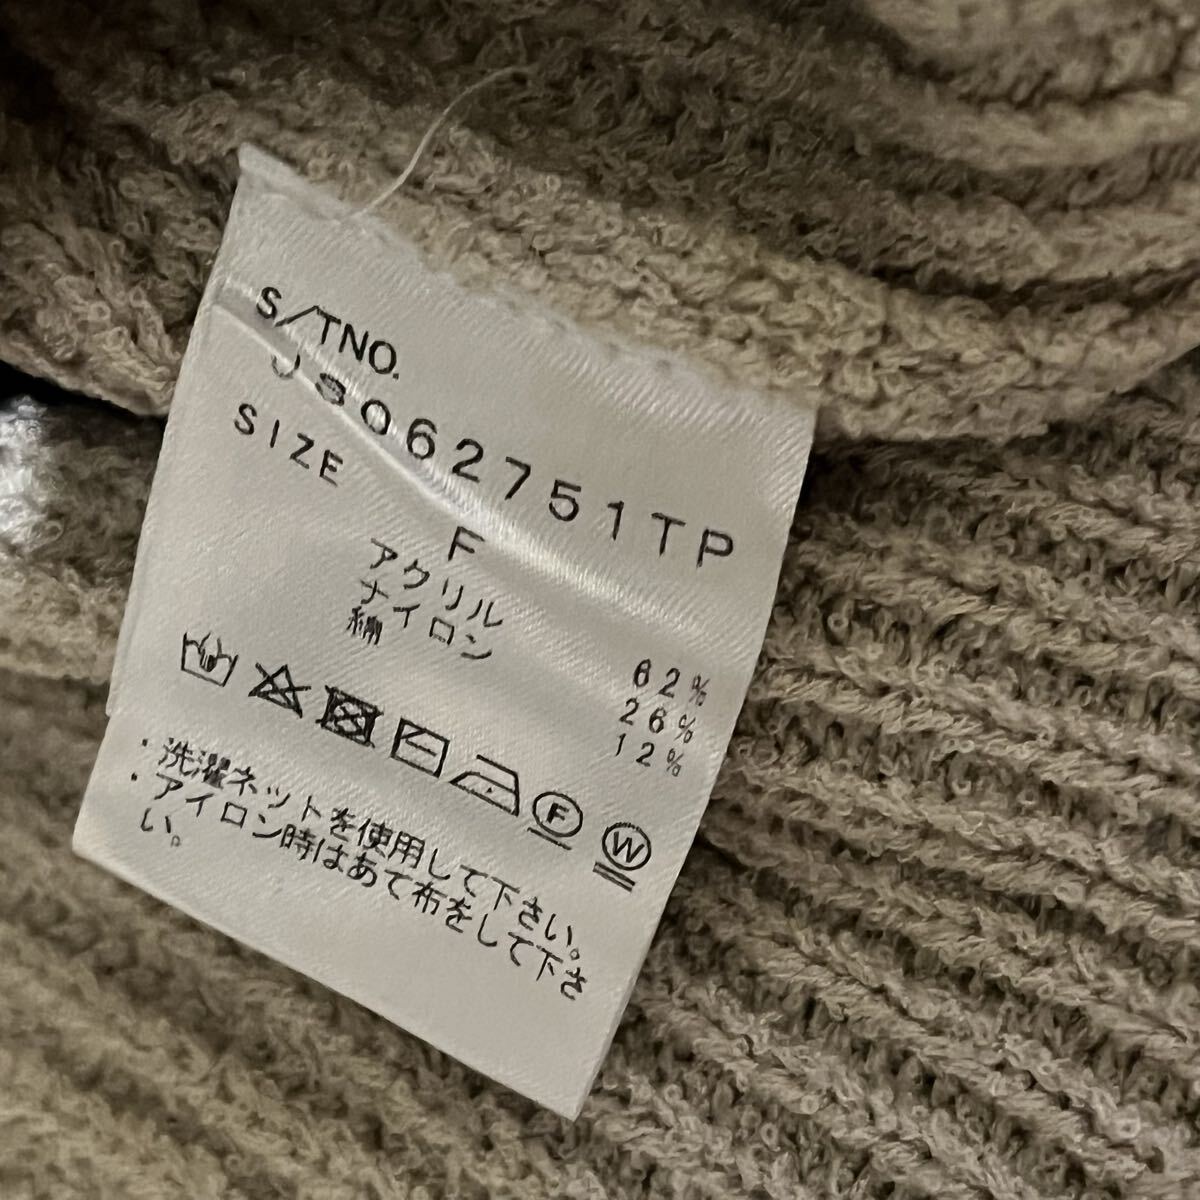 S/TNO.
J3062751TP
SIZE
F
アクリル 62%
ナイロン 26%
綿 12%
F
W
・洗濯ネットを使用して下さい。
・アイロン時はあて布をして下さ
い。